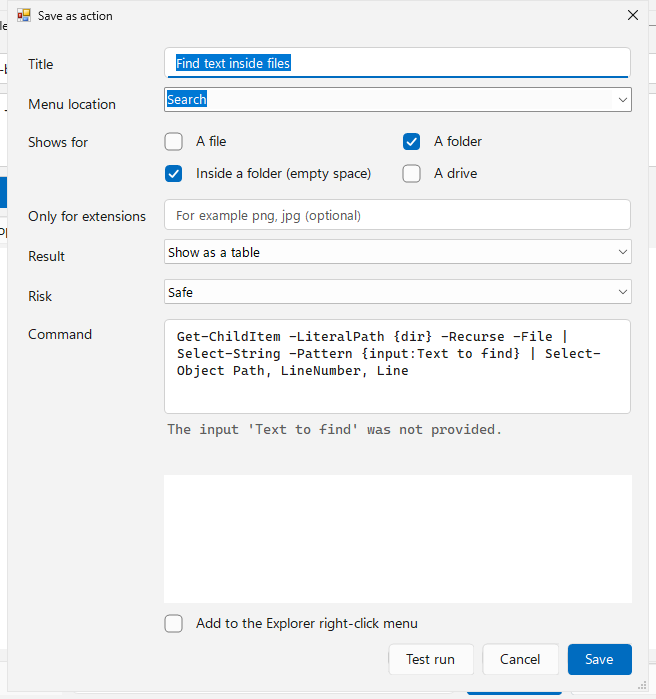 Save as action
Title
Find text inside files
Menu location
Search
Shows for
A file
A folder
Inside a folder (empty space)
A drive
Only for extensions
For example png, jpg (optional)
Result
Show as a table
Risk
Safe
Command
Get-ChildItem -LiteralPath {dir} -Recurse -File |
Select-String -Pattern {input:Text to find} | Select-
Object Path, LineNumber, Line
The input 'Text to find' was not provided.
Add to the Explorer right-click menu
Test run
Cancel
Save